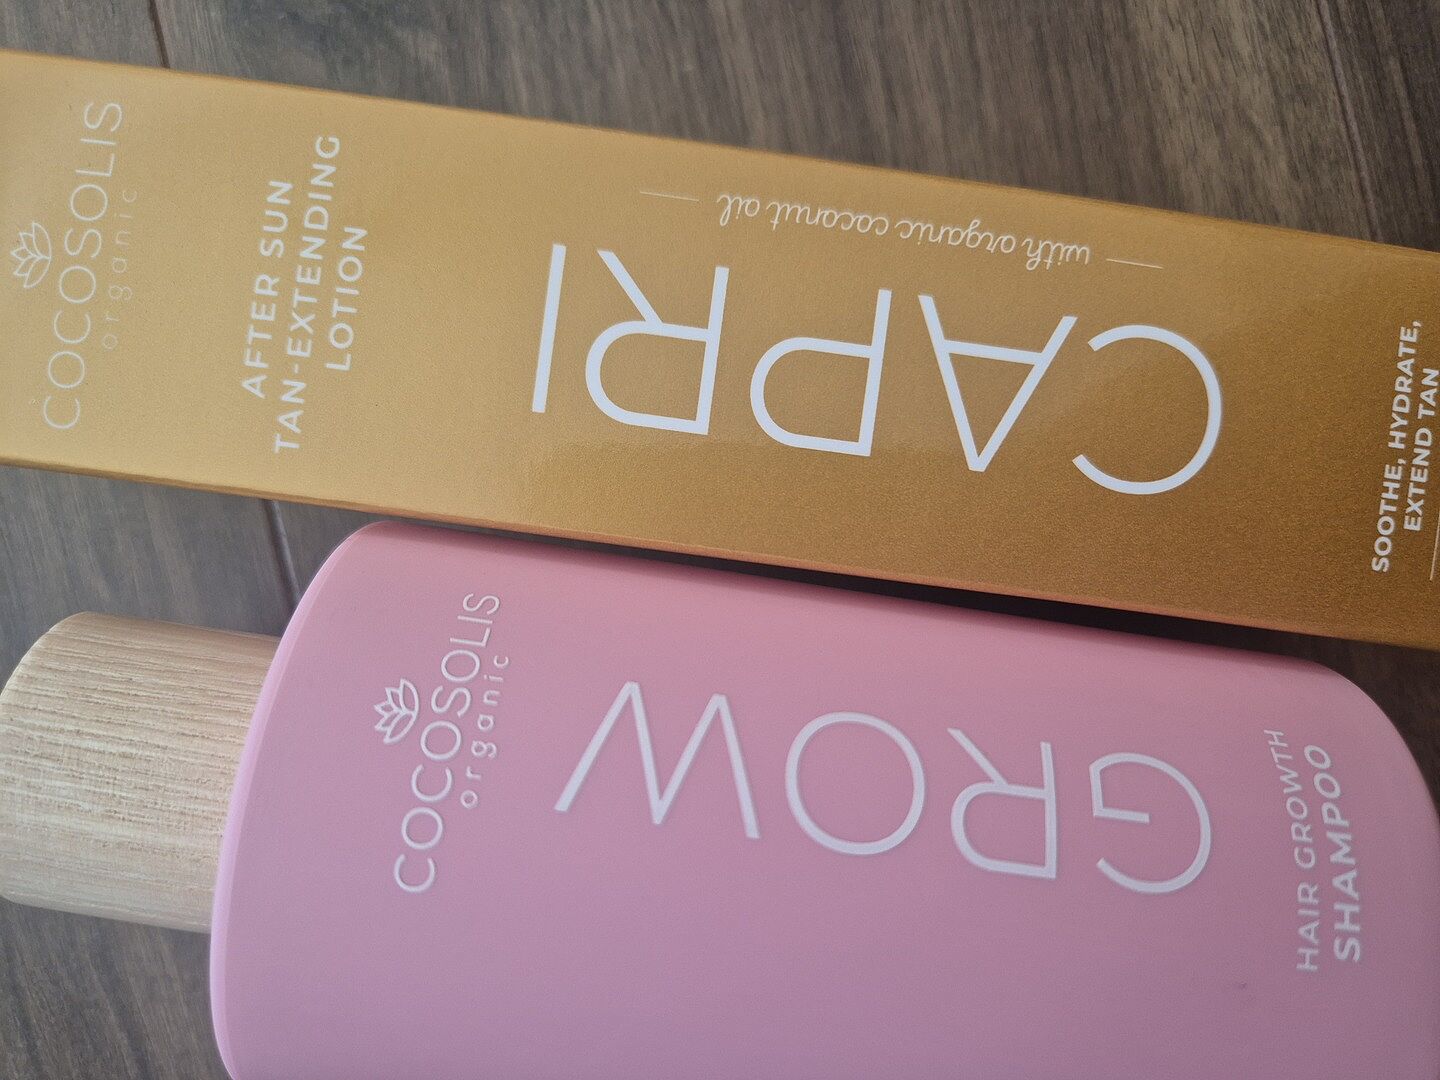 COCOSOLIS
organic
AFTER SUN
TAN-EXTENDING
LOTION
CAPRI
with organic coconut oil
SOOTHE, HYDRATE,
EXTEND TAN
COCOSOLIS
organic
GROW
HAIR GROWTH
SHAMPOO